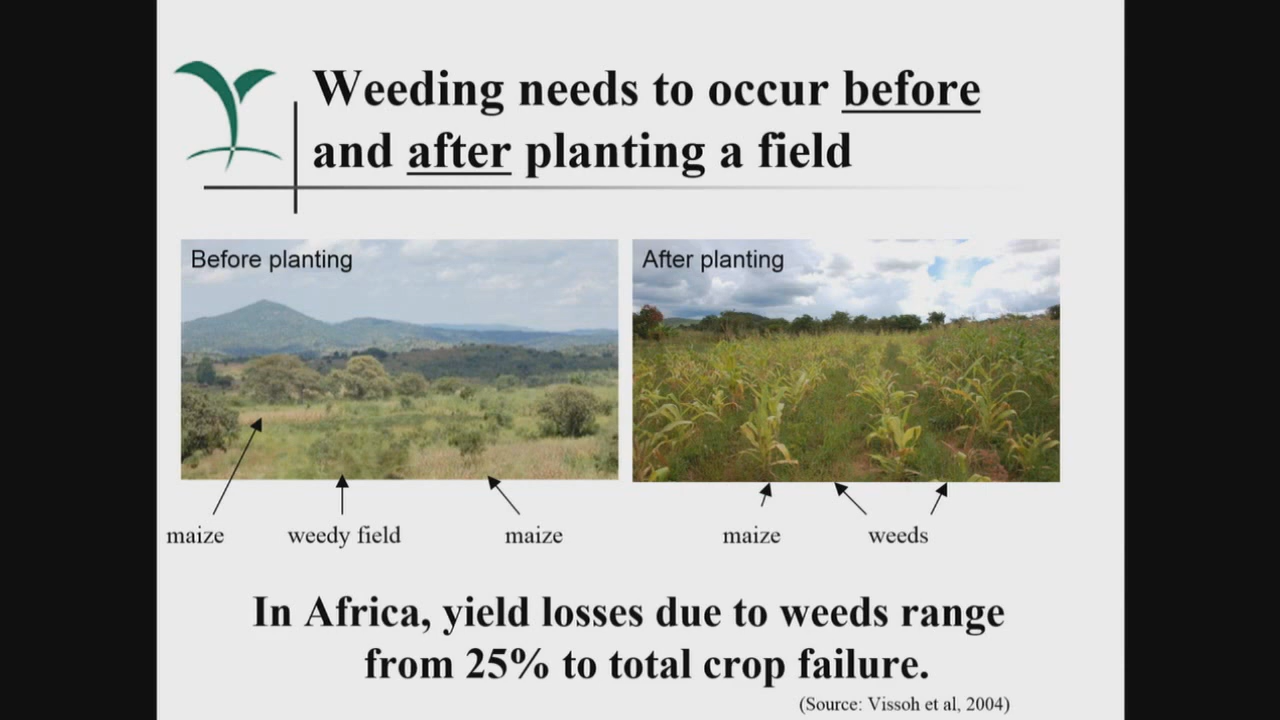 Weeding needs to occur before
and after planting a field
Before planting
After planting
maize
weedy field
maize
maize
weeds
In Africa, yield losses due to weeds range
from 25% to total crop failure.
(Source: Vissoh et al, 2004)